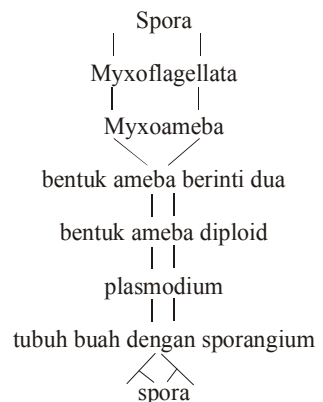 Spora
Myxoflagellata
Myxoameba
bentuk ameba berinti dua
bentuk ameba diploid
plasmodium
tubuh buah dengan sporangium
spora